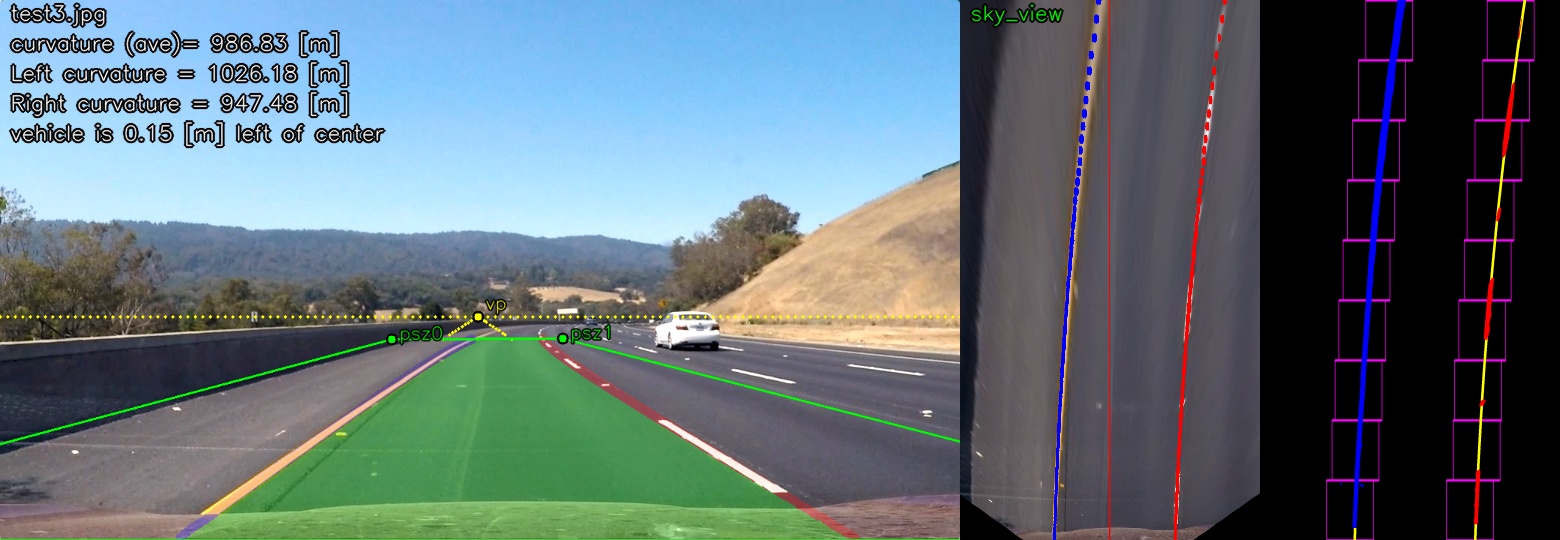 test3.jpg
curvature (ave)= 986.83 [m]
Left curvature = 1026.18 [m]
Right curvature = 947.48 [m]
vehicle is 0.15 [m] left of center
sky_view
vp
psz0
psz1